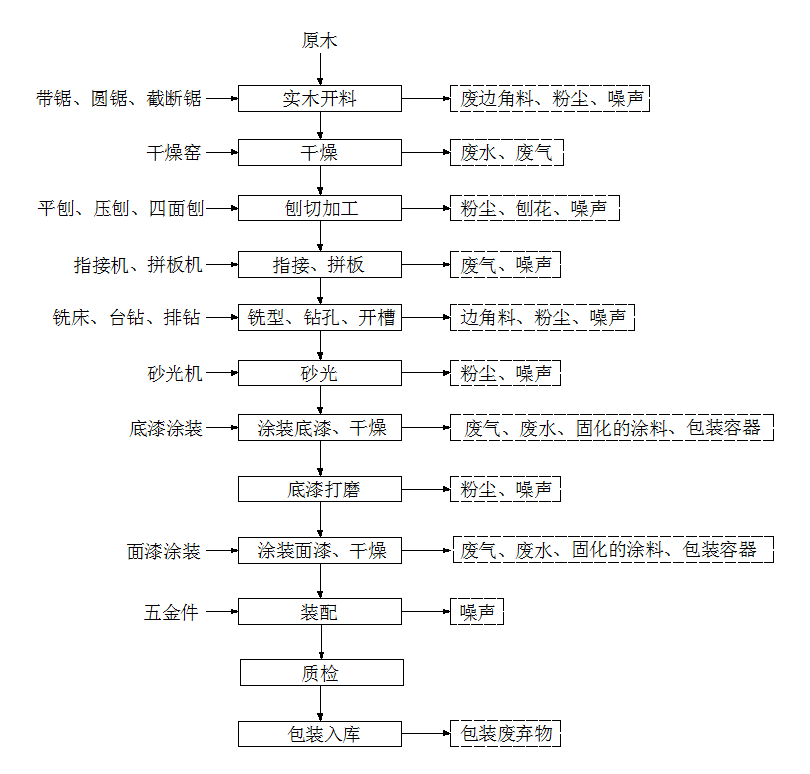 原木
带锯、圆锯、截断锯 实木开料 废边角料、粉尘、噪声
干燥窑 干燥 废水、废气
平刨、压刨、四面刨 刨切加工 粉尘、刨花、噪声
指接机、拼板机 指接、拼板 废气、噪声
铣床、台钻、排钻 铣型、钻孔、开槽 边角料、粉尘、噪声
砂光机 砂光 粉尘、噪声
底漆涂装 涂装底漆、干燥 废气、废水、固化的涂料、包装容器
底漆打磨 粉尘、噪声
面漆涂装 涂装面漆、干燥 废气、废水、固化的涂料、包装容器
五金件 装配 噪声
质检
包装入库 包装废弃物